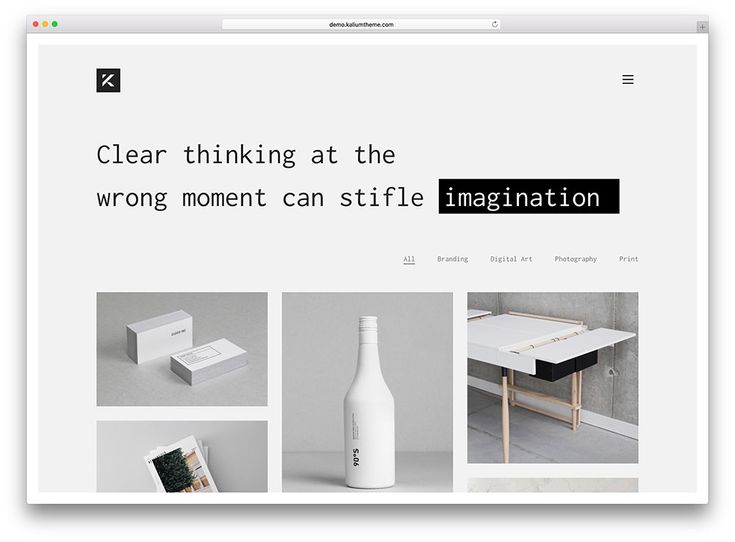 demo.kaliumtheme.com
Clear thinking at the
wrong moment can stifle imagination
All Branding Digital Art Photography Print
90°S